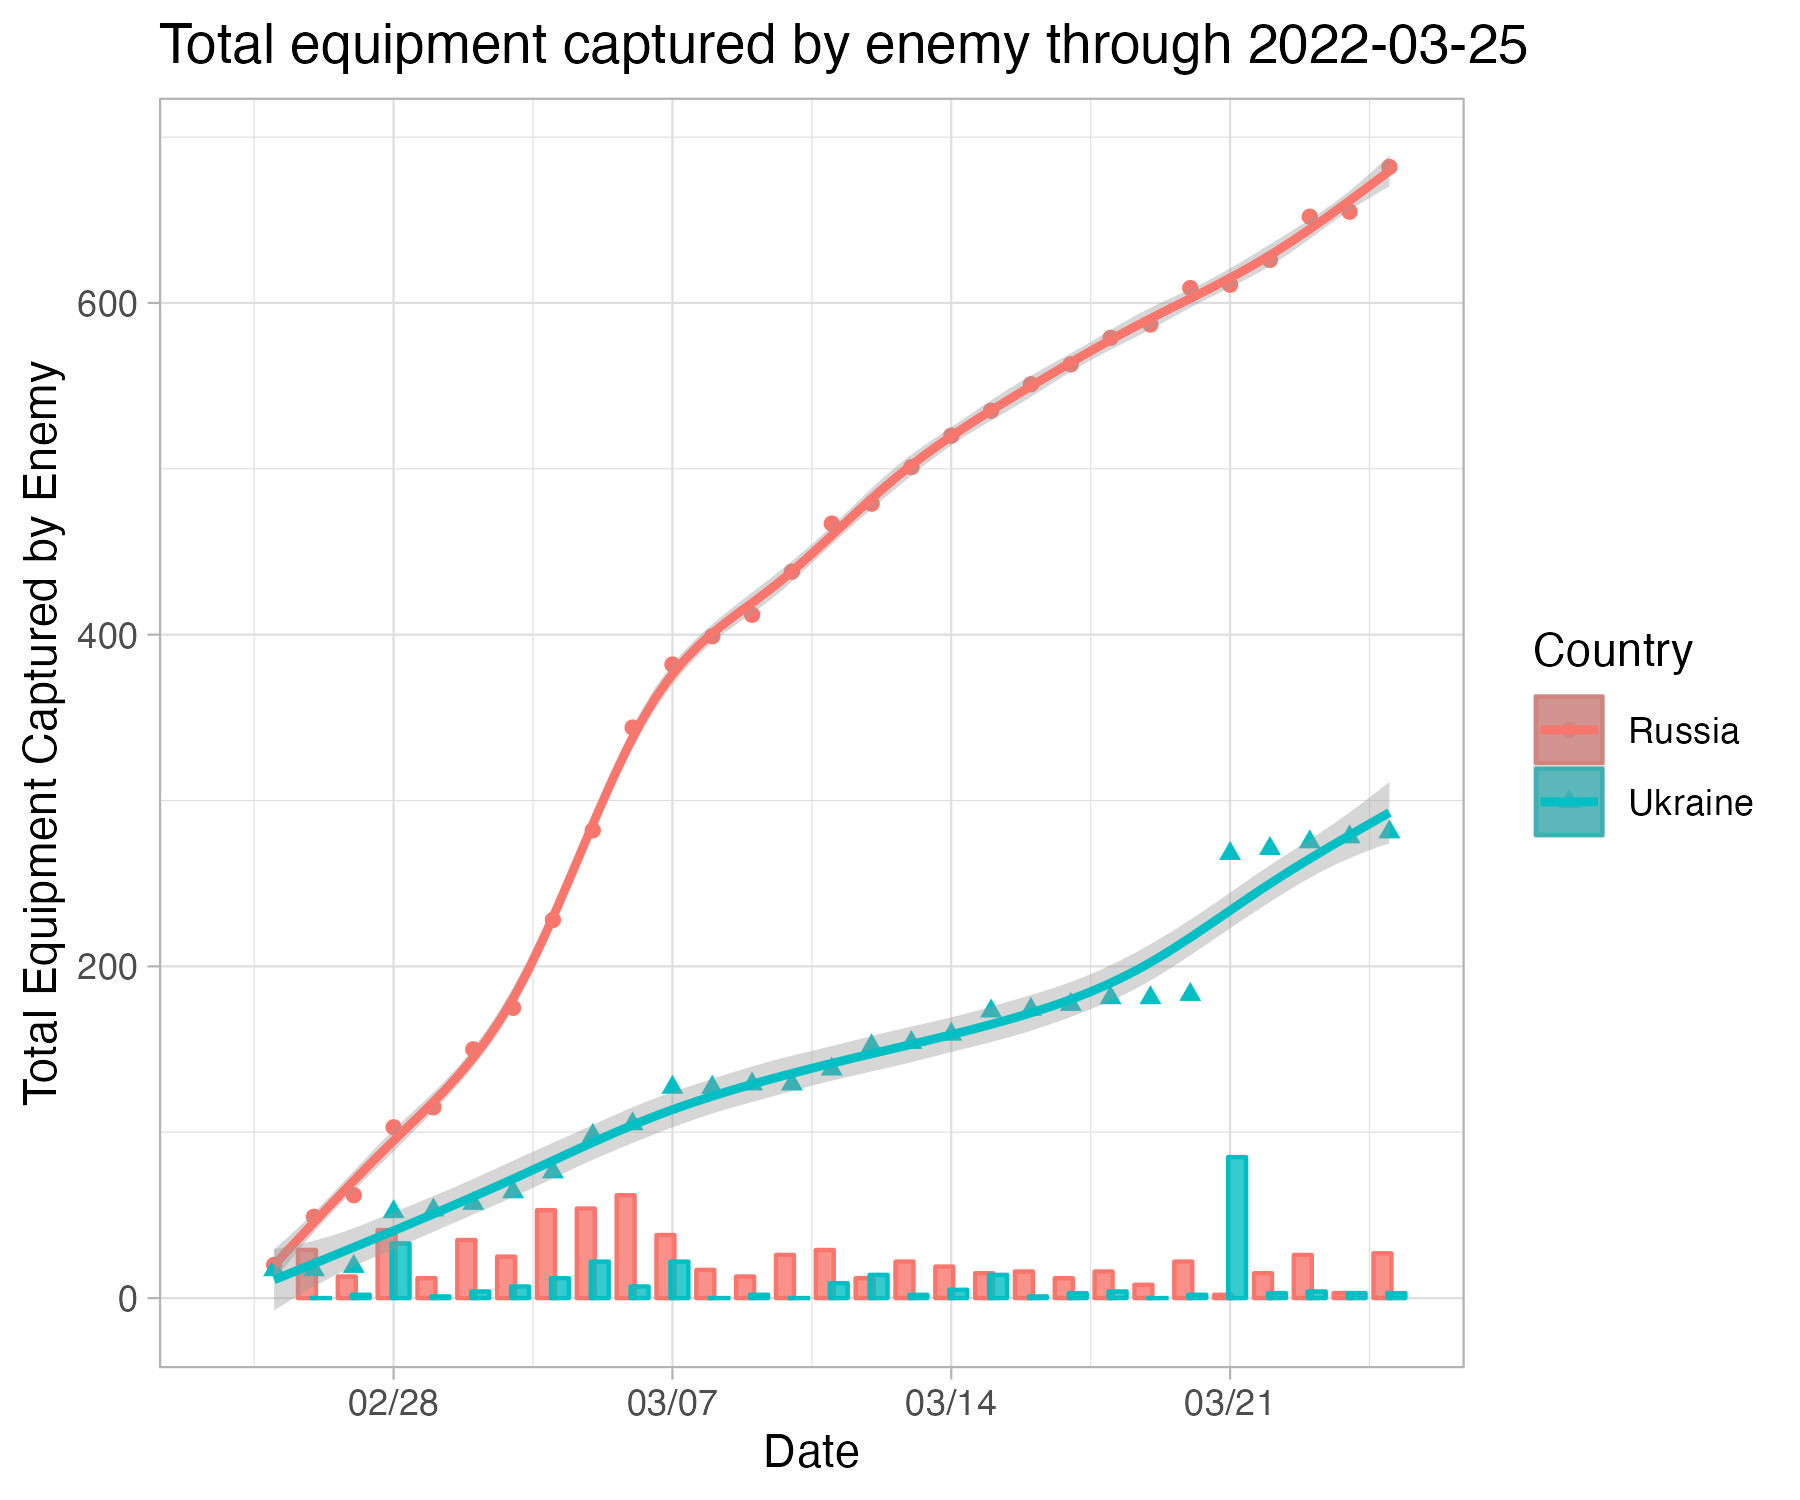 Total equipment captured by enemy through 2022-03-25
Total Equipment Captured by Enemy
600
400
200
0
02/28 03/07 03/14 03/21
Date
Country
Russia
Ukraine